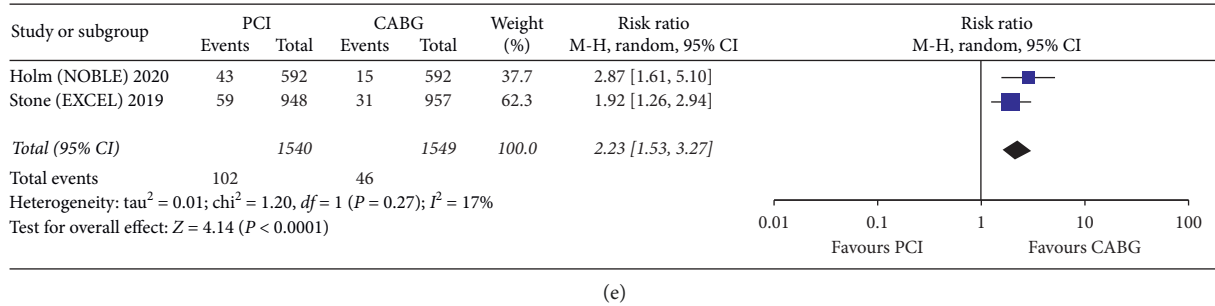 Study or subgroup PCI CABG Weight Risk ratio Risk ratio
Events Total Events Total (%) M-H, random, 95% CI M-H, random, 95% CI
Holm (NOBLE) 2020 43 592 15 592 37.7 2.87 [1.61, 5.10]
Stone (EXCEL) 2019 59 948 31 957 62.3 1.92 [1.26, 2.94]
Total (95% CI) 1540 1549 100.0 2.23 [1.53, 3.27]
Total events 102 46
Heterogeneity: tau² = 0.01; chi² = 1.20, df = 1 (P = 0.27); I² = 17%
Test for overall effect: Z = 4.14 (P < 0.0001)
0.01 0.1 1 10 100
Favours PCI Favours CABG
(e)